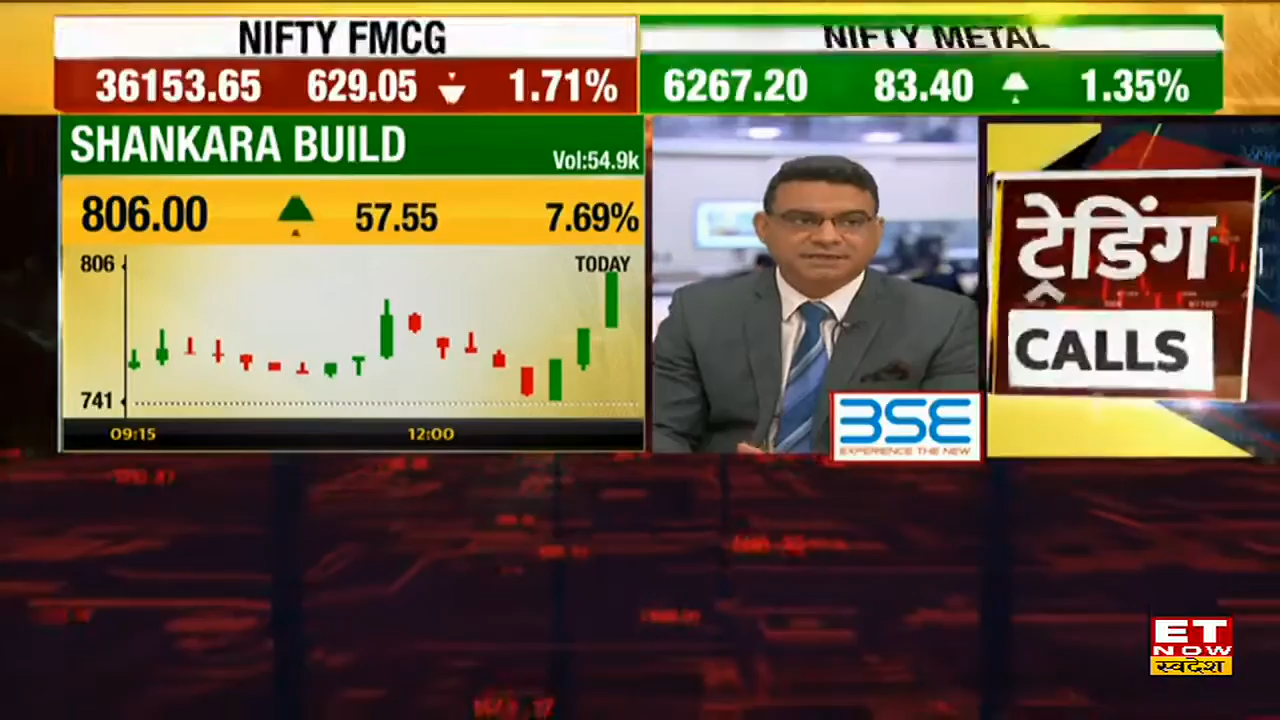 NIFTY FMCG
36153.65 629.05 1.71%
NIFTY METAL
6267.20 83.40 1.35%
SHANKARA BUILD
Vol:54.9k
806.00 57.55 7.69%
806
TODAY
741
09:15 12:00
BSE
EXPERIENCE THE NEW
ट्रेडिंग
CALLS
ET
NOW
स्वदेश